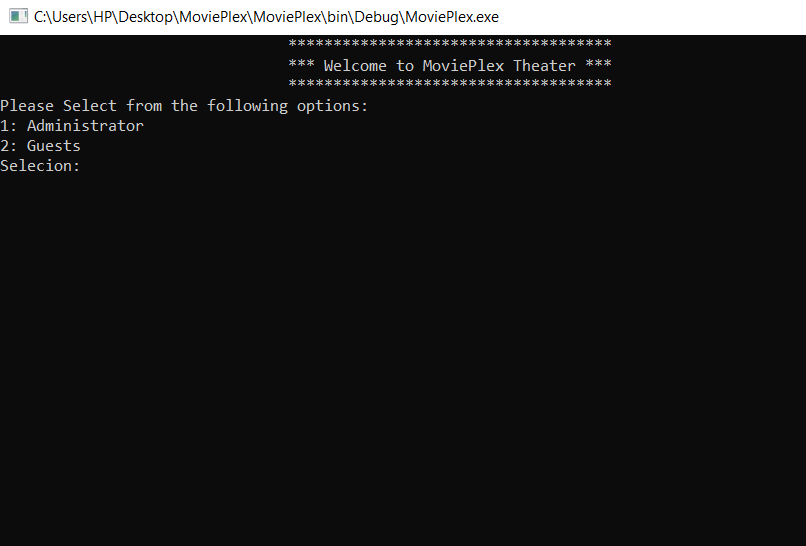 C:\Users\HP\Desktop\MoviePlex\MoviePlex\bin\Debug\MoviePlex.exe
************************************
*** Welcome to MoviePlex Theater ***
************************************
Please Select from the following options:
1: Administrator
2: Guests
Selecion: